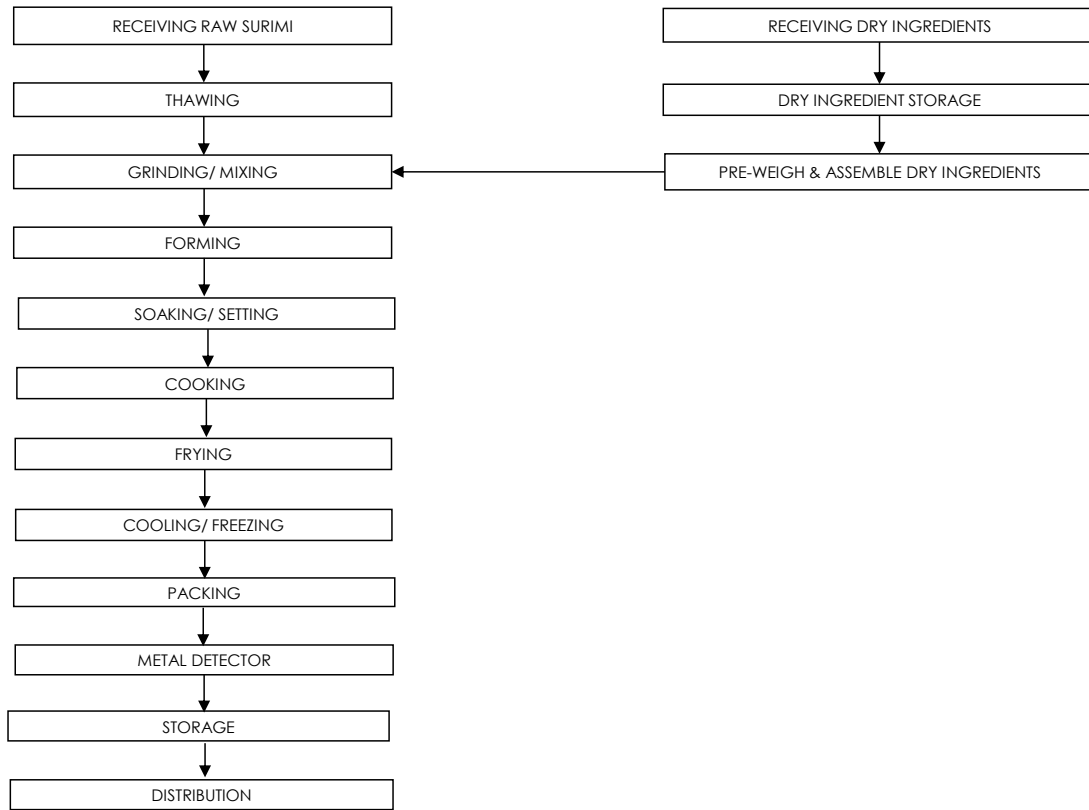 RECEIVING RAW SURIMI
THAWING
GRINDING/ MIXING
FORMING
SOAKING/ SETTING
COOKING
FRYING
COOLING/ FREEZING
PACKING
METAL DETECTOR
STORAGE
DISTRIBUTION
RECEIVING DRY INGREDIENTS
DRY INGREDIENT STORAGE
PRE-WEIGH & ASSEMBLE DRY INGREDIENTS